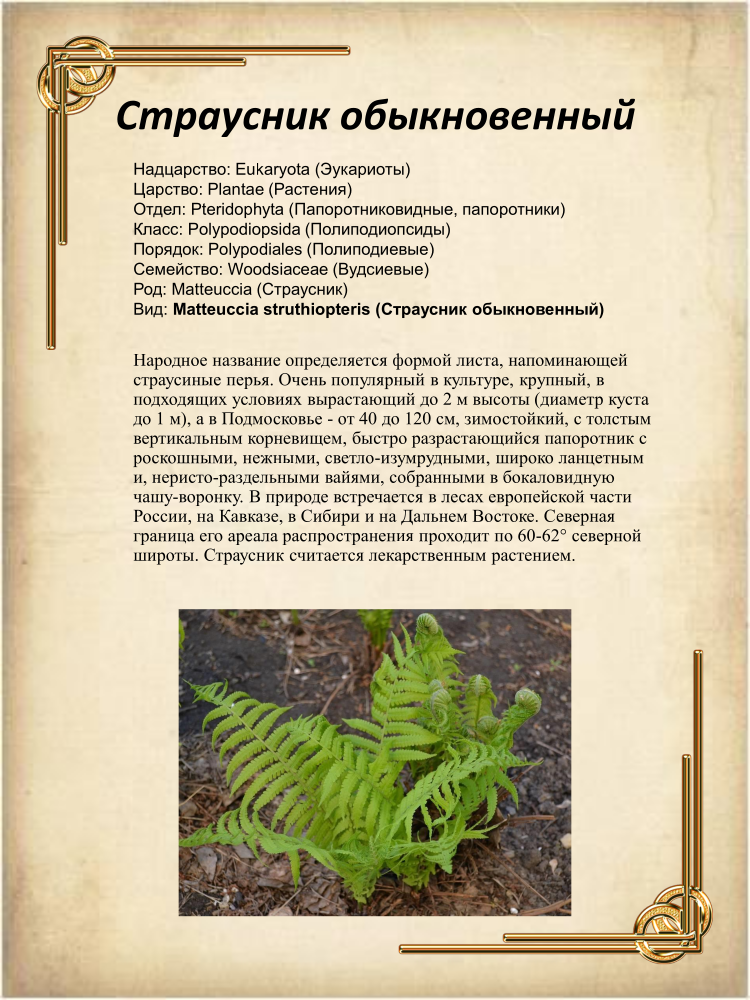 Страусник обыкновенный
Надцарство: Eukaryota (Эукариоты)
Царство: Plantae (Растения)
Отдел: Pteridophyta (Папоротниковидные, папоротники)
Класс: Polypodiopsida (Полиподиопсиды)
Порядок: Polypodiales (Полиподиевые)
Семейство: Woodsiaceae (Вудсиевые)
Род: Matteuccia (Страусник)
Вид: Matteuccia struthiopteris (Страусник обыкновенный)
Народное название определяется формой листа, напоминающей
страусиные перья. Очень популярный в культуре, крупный, в
подходящих условиях вырастающий до 2 м высоты (диаметр куста
до 1 м), а в Подмосковье - от 40 до 120 см, зимостойкий, с толстым
вертикальным корневищем, быстро разрастающийся папоротник с
роскошными, нежными, светло-изумрудными, широко ланцетным
и, неристо-раздельными вайями, собранными в бокаловидную
чашу-воронку. В природе встречается в лесах европейской части
России, на Кавказе, в Сибири и на Дальнем Востоке. Северная
граница его ареала распространения проходит по 60-62° северной
широты. Страусник считается лекарственным растением.